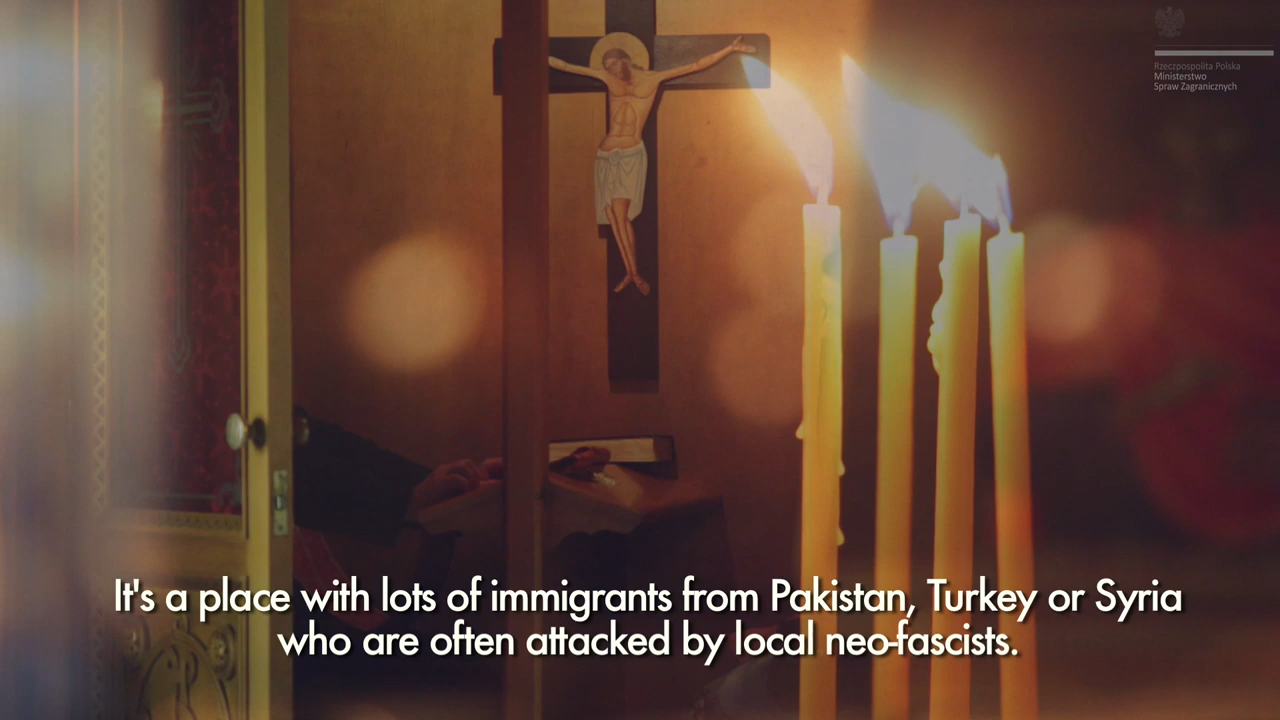 Rzeczpospolita Polska
Ministerstwo
Spraw Zagranicznych
It's a place with lots of immigrants from Pakistan, Turkey or Syria
who are often attacked by local neo-fascists.